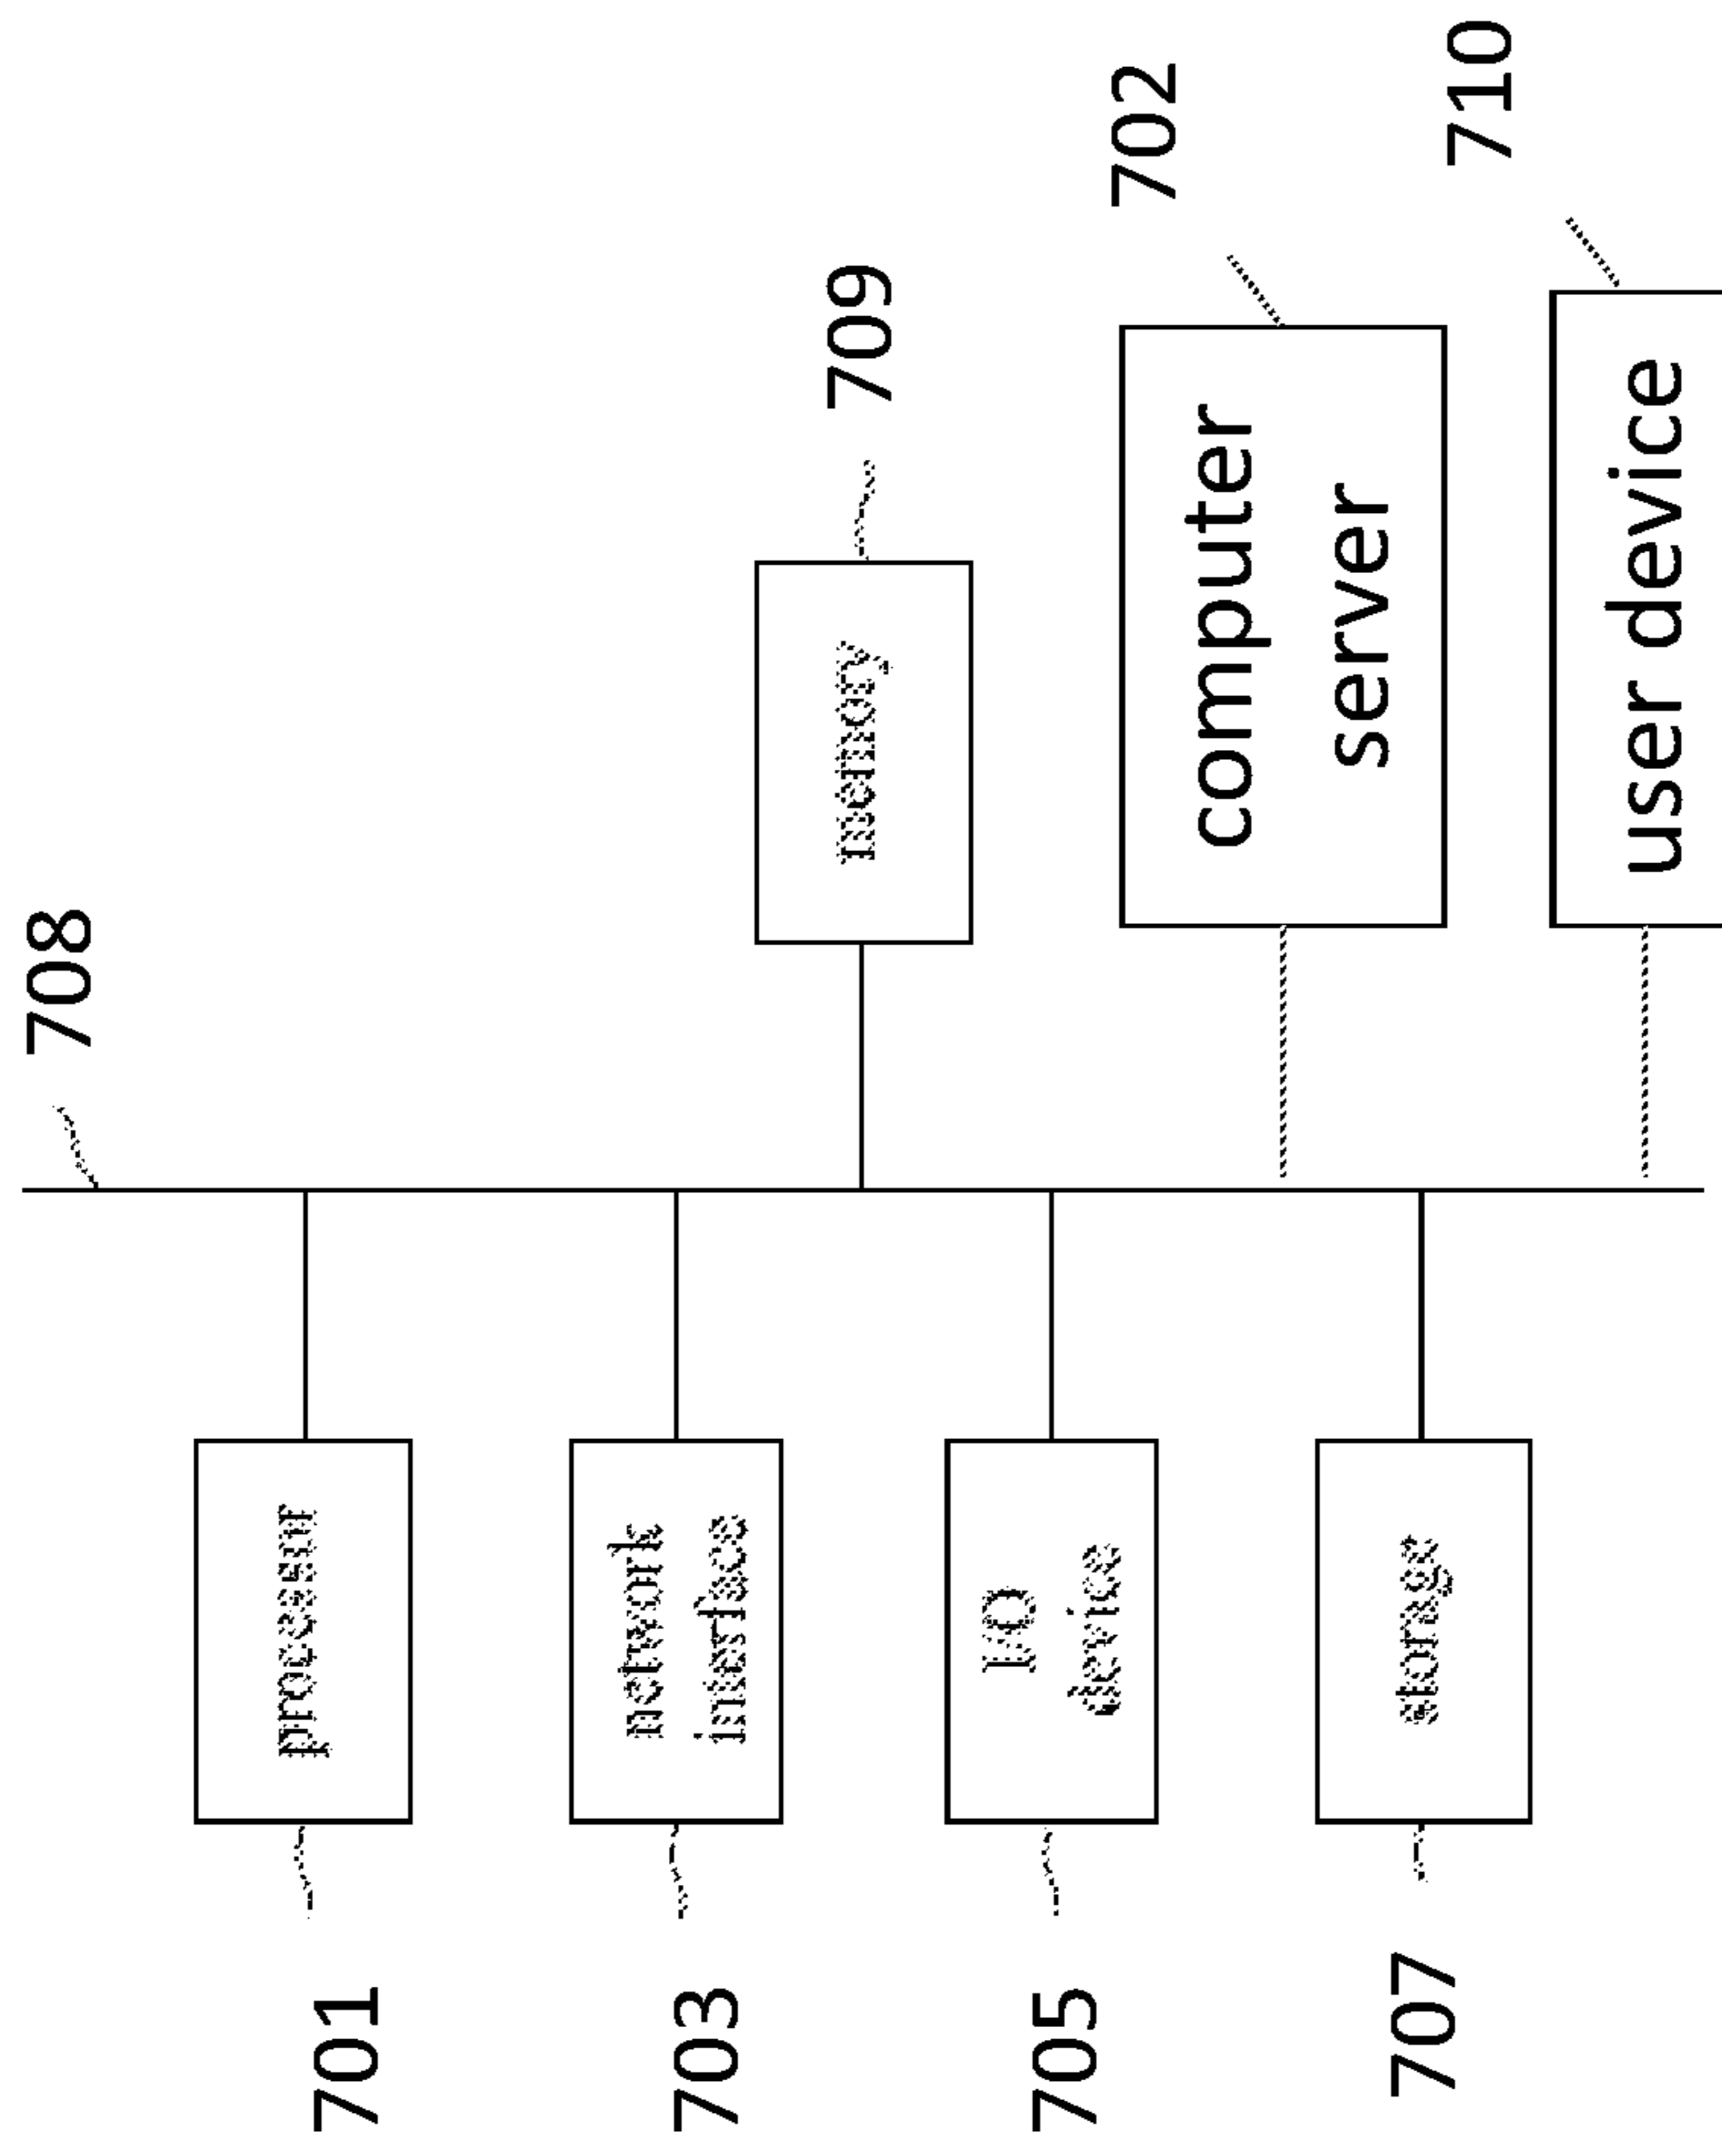 708
701
processor
703
network
interface
709
memory
705
I/O
device
702
computer
server
707
storage
710
user device